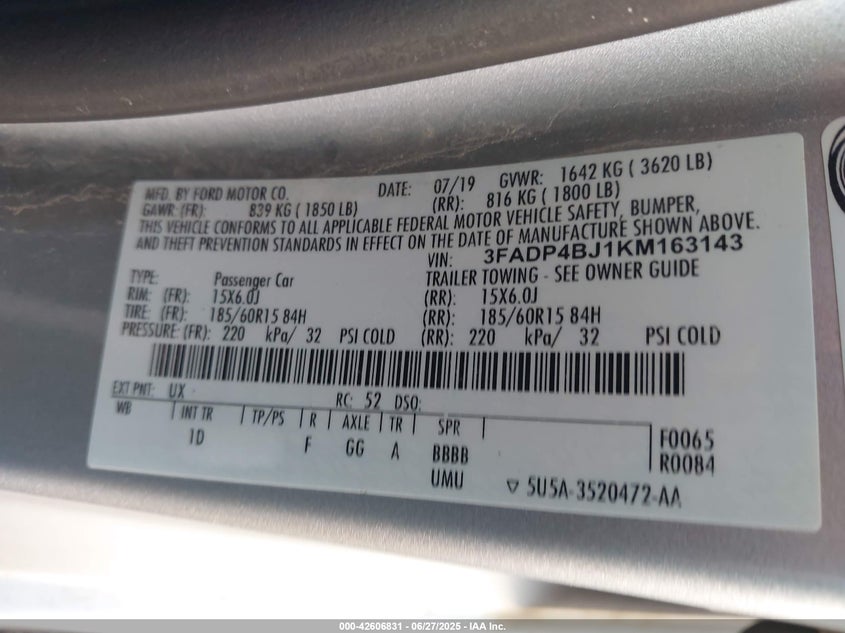 MFD. BY FORD MOTOR CO. DATE: 07/19 GVWR: 1642 KG ( 3620 LB)
GAWR: (FR): 839 KG ( 1850 LB) (RR): 816 KG ( 1800 LB)
THIS VEHICLE CONFORMS TO ALL APPLICABLE FEDERAL MOTOR VEHICLE SAFETY, BUMPER,
AND THEFT PREVENTION STANDARDS IN EFFECT ON THE DATE OF MANUFACTURE SHOWN ABOVE.
VIN: 3FADP4BJ1KM163143
TYPE: Passenger Car TRAILER TOWING - SEE OWNER GUIDE
RIM: (FR): 15X6.0J (RR): 15X6.0J
TIRE: (FR): 185/60R15 84H (RR): 185/60R15 84H
PRESSURE: (FR): 220 kPa/ 32 PSI COLD (RR): 220 kPa/ 32 PSI COLD
EXT PNT: UX RC: 52 DSO:
WB INT TR TP/PS R AXLE TR SPR F0065
1D F GG A BBBB R0084
UMU ▽ 5U5A-3520472-AA
000-42606831 - 06/27/2025 - IAA Inc.